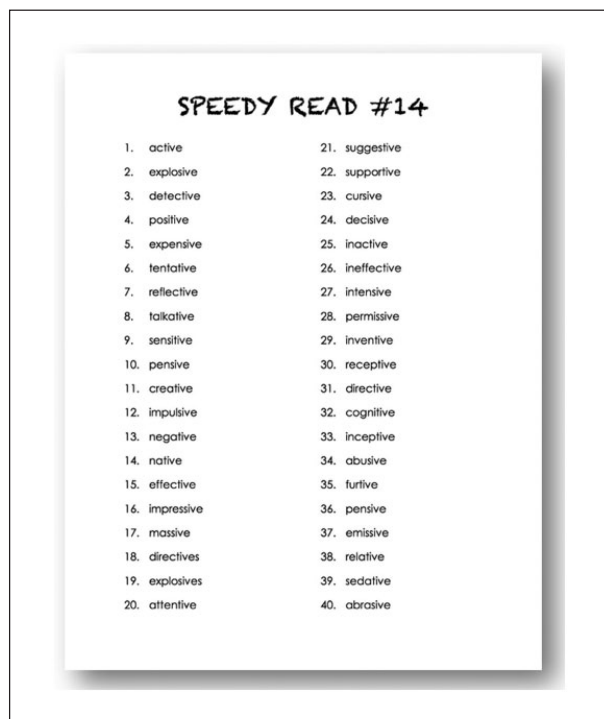 SPEEDY READ #14
1. active
2. explosive
3. detective
4. positive
5. expensive
6. tentative
7. reflective
8. talkative
9. sensitive
10. pensive
11. creative
12. impulsive
13. negative
14. native
15. effective
16. impressive
17. massive
18. directives
19. explosives
20. attentive
21. suggestive
22. supportive
23. cursive
24. decisive
25. inactive
26. ineffective
27. intensive
28. permissive
29. inventive
30. receptive
31. directive
32. cognitive
33. inceptive
34. abusive
35. furtive
36. pensive
37. emissive
38. relative
39. sedative
40. abrasive